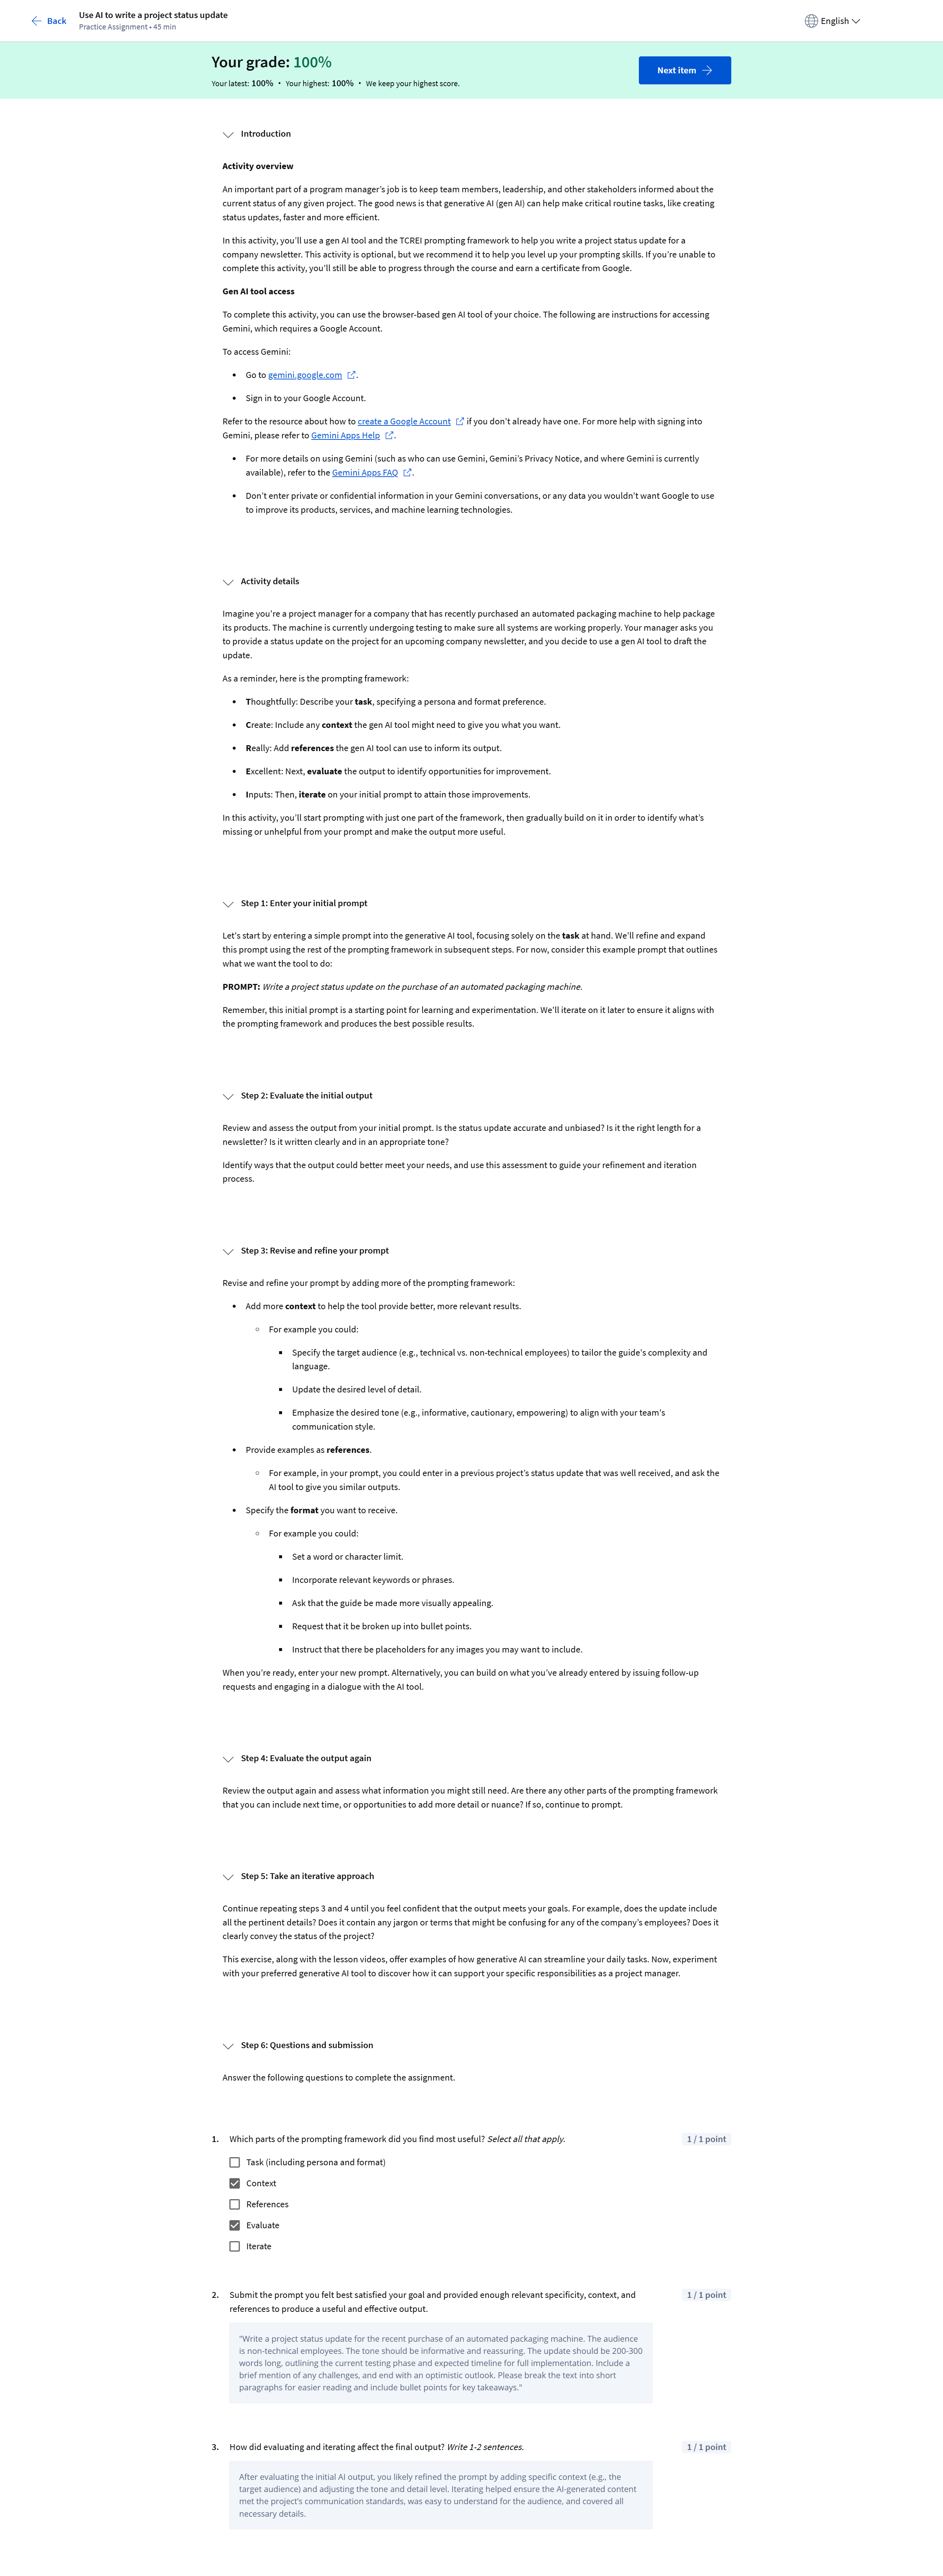 Back
Use AI to write a project status update
Practice Assignment • 45 min
English
Your grade: 100%
Your latest: 100% • Your highest: 100% • We keep your highest score.
Next item
Introduction
Activity overview
An important part of a program manager's job is to keep team members, leadership, and other stakeholders informed about the
current status of any given project. The good news is that generative AI (gen AI) can help make critical routine tasks, like creating
status updates, faster and more efficient.
In this activity, you'll use a gen AI tool and the TCREI prompting framework to help you write a project status update for a
company newsletter. This activity is optional, but we recommend it to help you level up your prompting skills. If you're unable to
complete this activity, you'll still be able to progress through the course and earn a certificate from Google.
Gen AI tool access
To complete this activity, you can use the browser-based gen AI tool of your choice. The following are instructions for accessing
Gemini, which requires a Google Account.
To access Gemini:
• Go to gemini.google.com .
• Sign in to your Google Account.
Refer to the resource about how to create a Google Account if you don't already have one. For more help with signing into
Gemini, please refer to Gemini Apps Help .
• For more details on using Gemini (such as who can use Gemini, Gemini's Privacy Notice, and where Gemini is currently
available), refer to the Gemini Apps FAQ .
• Don't enter private or confidential information in your Gemini conversations, or any data you wouldn't want Google to use
to improve its products, services, and machine learning technologies.
Activity details
Imagine you're a project manager for a company that has recently purchased an automated packaging machine to help package
its products. The machine is currently undergoing testing to make sure all systems are working properly. Your manager asks you
to provide a status update on the project for an upcoming company newsletter, and you decide to use a gen AI tool to draft the
update.
As a reminder, here is the prompting framework:
• Thoughtfully: Describe your task, specifying a persona and format preference.
• Create: Include any context the gen AI tool might need to give you what you want.
• Really: Add references the gen AI tool can use to inform its output.
• Excellent: Next, evaluate the output to identify opportunities for improvement.
• Inputs: Then, iterate on your initial prompt to attain those improvements.
In this activity, you'll start prompting with just one part of the framework, then gradually build on it in order to identify what's
missing or unhelpful from your prompt and make the output more useful.
Step 1: Enter your initial prompt
Let's start by entering a simple prompt into the generative AI tool, focusing solely on the task at hand. We'll refine and expand
this prompt using the rest of the prompting framework in subsequent steps. For now, consider this example prompt that outlines
what we want the tool to do:
PROMPT: Write a project status update on the purchase of an automated packaging machine.
Remember, this initial prompt is a starting point for learning and experimentation. We'll iterate on it later to ensure it aligns with
the prompting framework and produces the best possible results.
Step 2: Evaluate the initial output
Review and assess the output from your initial prompt. Is the status update accurate and unbiased? Is it the right length for a
newsletter? Is it written clearly and in an appropriate tone?
Identify ways that the output could better meet your needs, and use this assessment to guide your refinement and iteration
process.
Step 3: Revise and refine your prompt
Revise and refine your prompt by adding more of the prompting framework:
• Add more context to help the tool provide better, more relevant results.
○ For example you could:
■ Specify the target audience (e.g., technical vs. non-technical employees) to tailor the guide's complexity and
language.
■ Update the desired level of detail.
■ Emphasize the desired tone (e.g., informative, cautionary, empowering) to align with your team's
communication style.
• Provide examples as references.
○ For example, in your prompt, you could enter in a previous project's status update that was well received, and ask the
AI tool to give you similar outputs.
• Specify the format you want to receive.
○ For example you could:
■ Set a word or character limit.
■ Incorporate relevant keywords or phrases.
■ Ask that the guide be made more visually appealing.
■ Request that it be broken up into bullet points.
■ Instruct that there be placeholders for any images you may want to include.
When you're ready, enter your new prompt. Alternatively, you can build on what you've already entered by issuing follow-up
requests and engaging in a dialogue with the AI tool.
Step 4: Evaluate the output again
Review the output again and assess what information you might still need. Are there any other parts of the prompting framework
that you can include next time, or opportunities to add more detail or nuance? If so, continue to prompt.
Step 5: Take an iterative approach
Continue repeating steps 3 and 4 until you feel confident that the output meets your goals. For example, does the update include
all the pertinent details? Does it contain any jargon or terms that might be confusing for any of the company's employees? Does it
clearly convey the status of the project?
This exercise, along with the lesson videos, offer examples of how generative AI can streamline your daily tasks. Now, experiment
with your preferred generative AI tool to discover how it can support your specific responsibilities as a project manager.
Step 6: Questions and submission
Answer the following questions to complete the assignment.
1. Which parts of the prompting framework did you find most useful? Select all that apply.
1 / 1 point
Task (including persona and format)
Context
References
Evaluate
Iterate
2. Submit the prompt you felt best satisfied your goal and provided enough relevant specificity, context, and
references to produce a useful and effective output.
1 / 1 point
"Write a project status update for the recent purchase of an automated packaging machine. The audience
is non-technical employees. The tone should be informative and reassuring. The update should be 200-300
words long, outlining the current testing phase and expected timeline for full implementation. Include a
brief mention of any challenges, and end with an optimistic outlook. Please break the text into short
paragraphs for easier reading and include bullet points for key takeaways."
3. How did evaluating and iterating affect the final output? Write 1-2 sentences.
1 / 1 point
After evaluating the initial AI output, you likely refined the prompt by adding specific context (e.g., the
target audience) and adjusting the tone and detail level. Iterating helped ensure the AI-generated content
met the project's communication standards, was easy to understand for the audience, and covered all
necessary details.